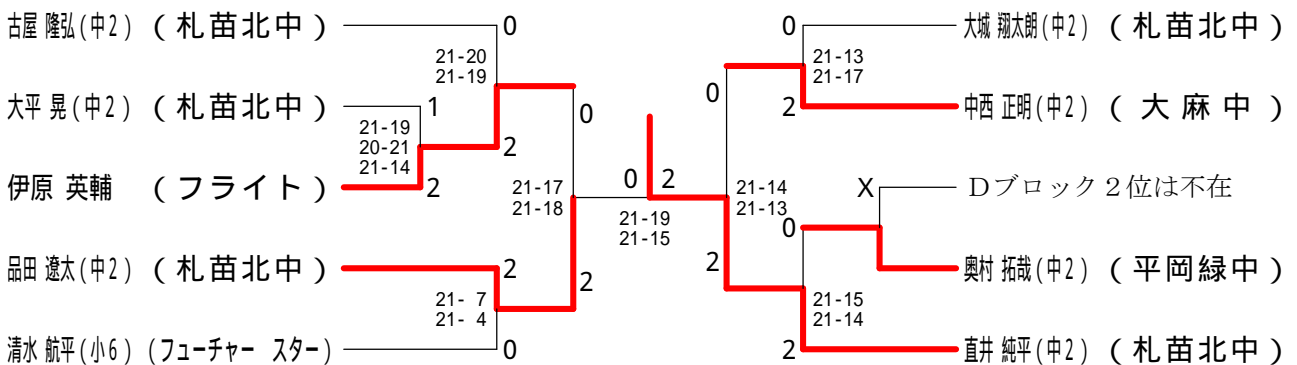 古屋 隆弘(中2) (札苗北中)
0
21-20
21-19
大平 晃(中2) (札苗北中)
1
21-19
20-21
21-14
2
伊原 英輔 (フライト)
2
0
21-17
21-18
品田 遼太(中2) (札苗北中)
2
21- 7
21- 4
2
清水 航平(小6) (フューチャー スター)
0
0 2
21-19
21-15
0
大城 翔太朗(中2) (札苗北中)
21-13
21-17
0
2
中西 正明(中2) (大麻中)
21-14
21-13
X
Dブロック2位は不在
0
2
奥村 拓哉(中2) (平岡緑中)
21-15
21-14
2
直井 純平(中2) (札苗北中)